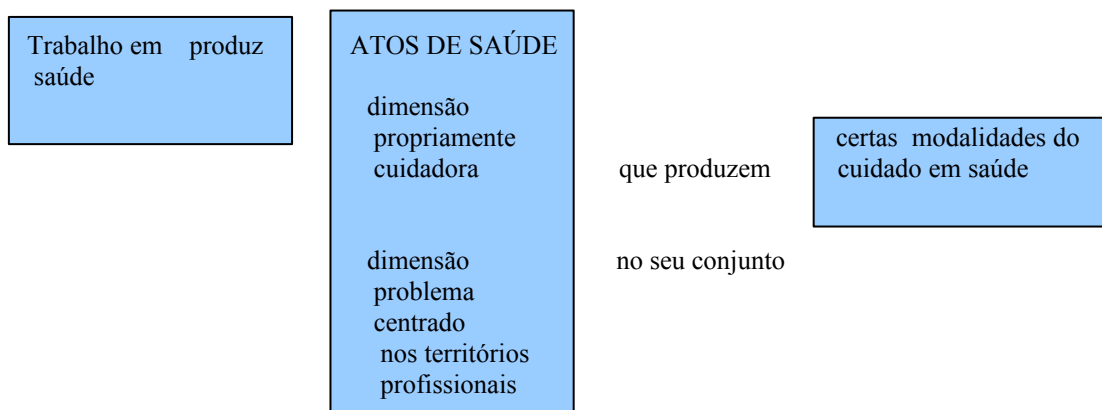 Trabalho em produz
saúde
ATOS DE SAÚDE
dimensão
propriamente
cuidadora
dimensão
problema
centrado
nos territórios
profissionais
que produzem
no seu conjunto
certas modalidades do
cuidado em saúde